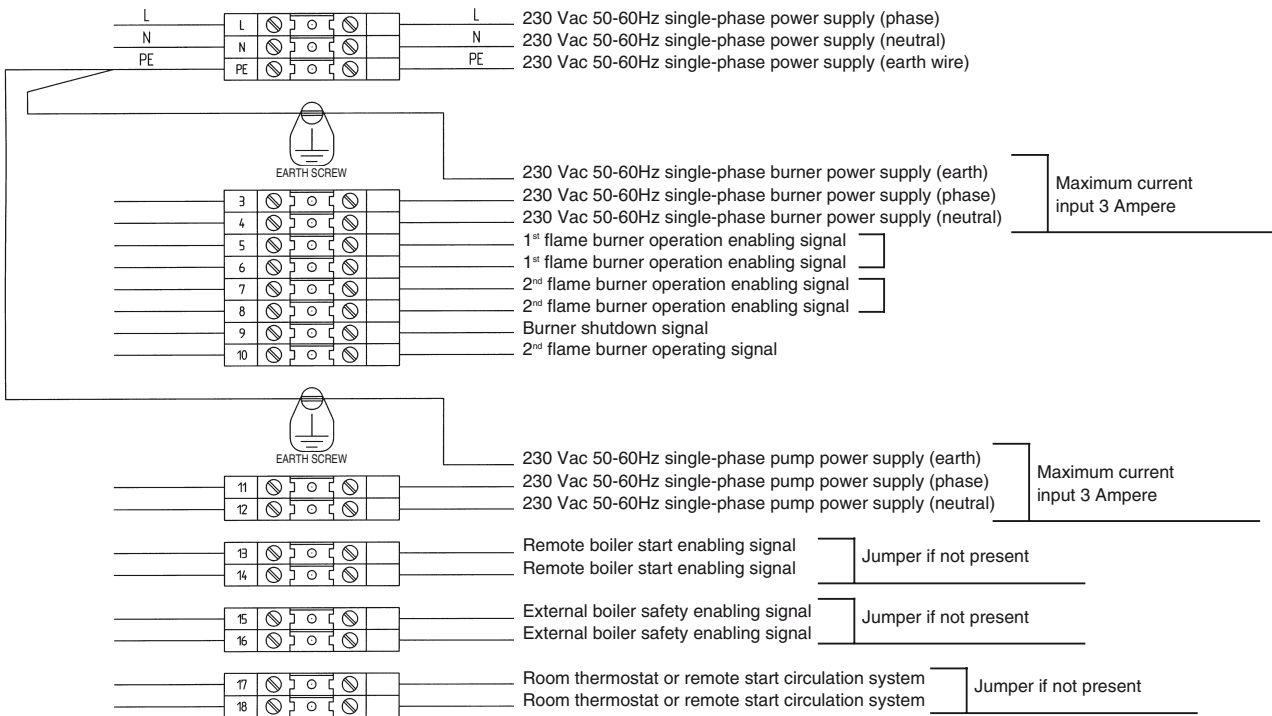 L L L 230 Vac 50-60Hz single-phase power supply (phase)
N N N 230 Vac 50-60Hz single-phase power supply (neutral)
PE PE PE 230 Vac 50-60Hz single-phase power supply (earth wire)
EARTH SCREW
230 Vac 50-60Hz single-phase burner power supply (earth)
3 230 Vac 50-60Hz single-phase burner power supply (phase)
4 230 Vac 50-60Hz single-phase burner power supply (neutral)
Maximum current
input 3 Ampere
5 1st flame burner operation enabling signal
6 1st flame burner operation enabling signal
7 2nd flame burner operation enabling signal
8 2nd flame burner operation enabling signal
9 Burner shutdown signal
10 2nd flame burner operating signal
EARTH SCREW
230 Vac 50-60Hz single-phase pump power supply (earth)
11 230 Vac 50-60Hz single-phase pump power supply (phase)
12 230 Vac 50-60Hz single-phase pump power supply (neutral)
Maximum current
input 3 Ampere
13 Remote boiler start enabling signal
14 Remote boiler start enabling signal
Jumper if not present
15 External boiler safety enabling signal
16 External boiler safety enabling signal
Jumper if not present
17 Room thermostat or remote start circulation system
18 Room thermostat or remote start circulation system
Jumper if not present